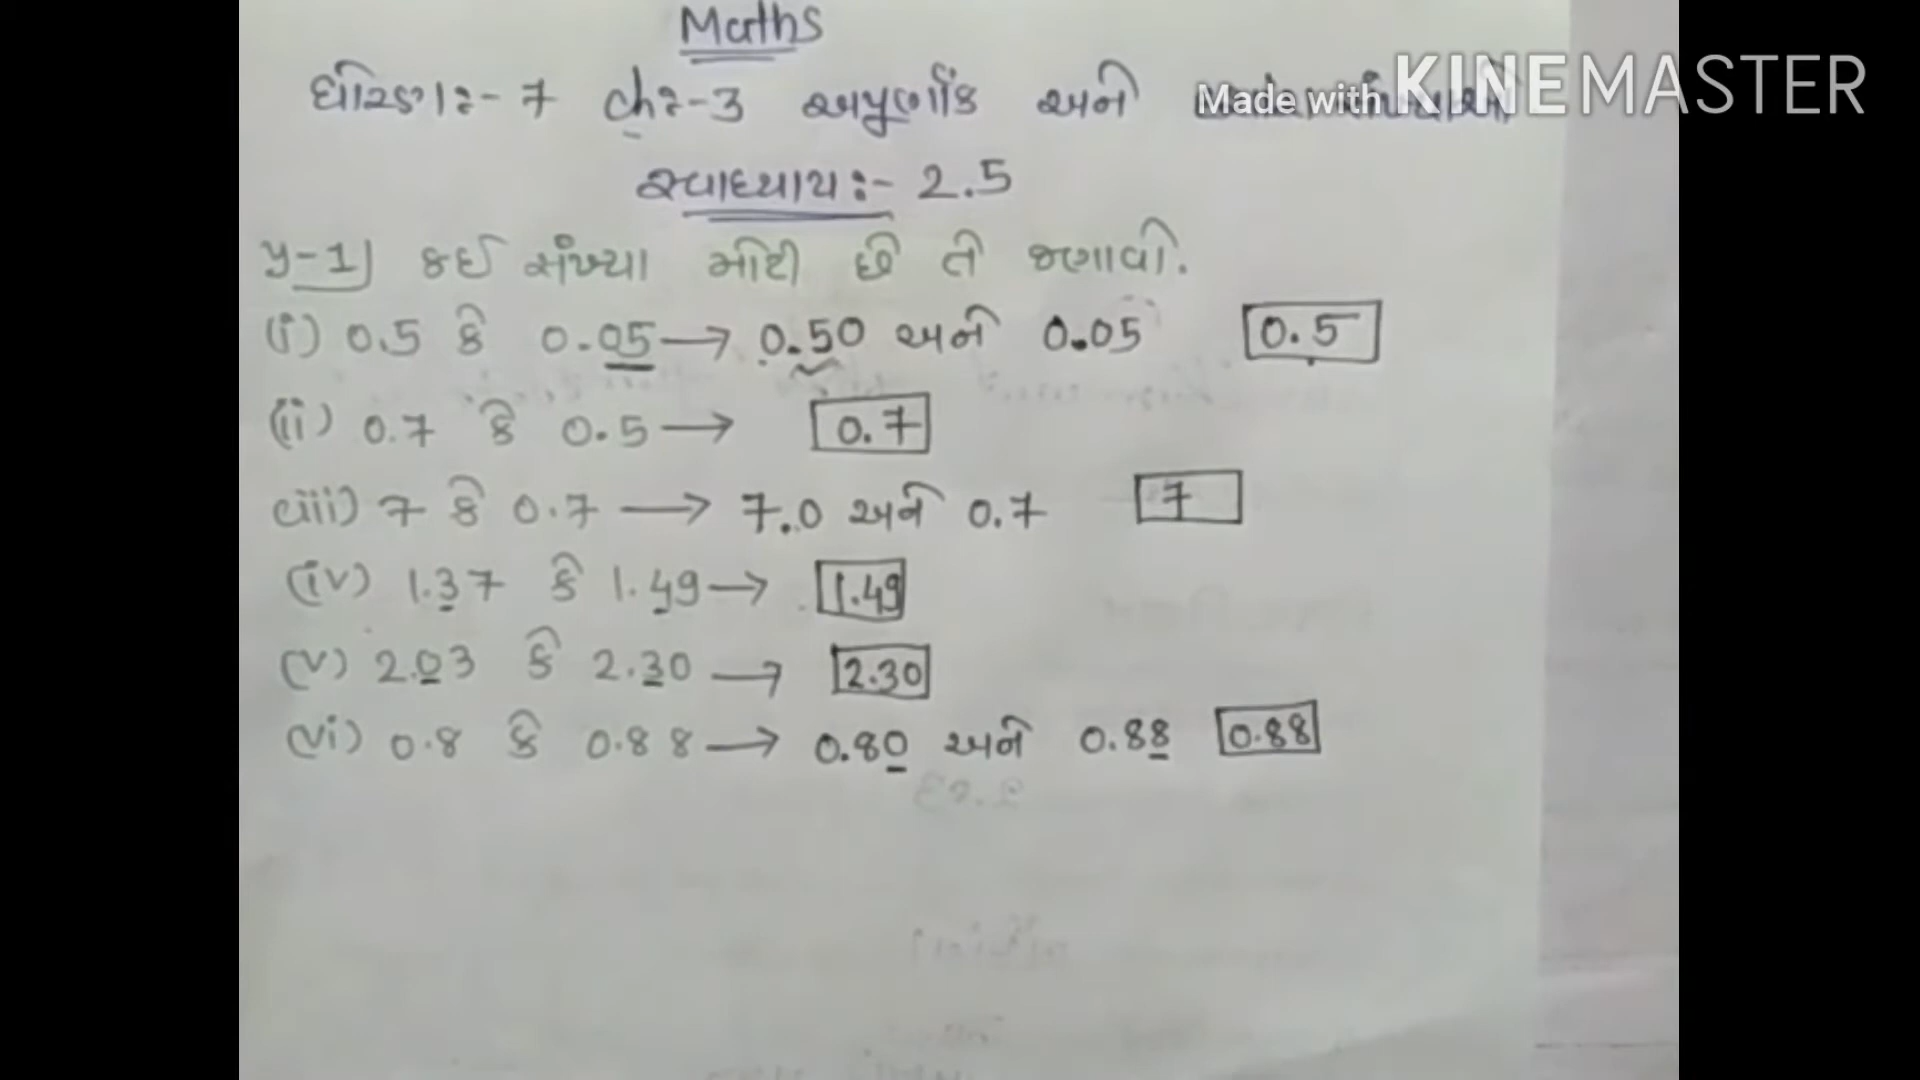 Maths
ધોરણ:- 7 ch:-3 અપૂર્ણાંક અને
Made with KINEMASTER
સ્વાધ્યાય:- 2.5
પ્ર-1) કઈ સંખ્યા મોટી છે તે જણાવો.
(i) 0.5 કે 0.05 → 0.50 અને 0.05 0.5
(ii) 0.7 કે 0.5 → 0.7
(iii) 7 કે 0.7 → 7.0 અને 0.7 7
(iv) 1.37 કે 1.49 → 1.49
(v) 2.03 કે 2.30 → 2.30
(vi) 0.8 કે 0.88 → 0.80 અને 0.88 0.88